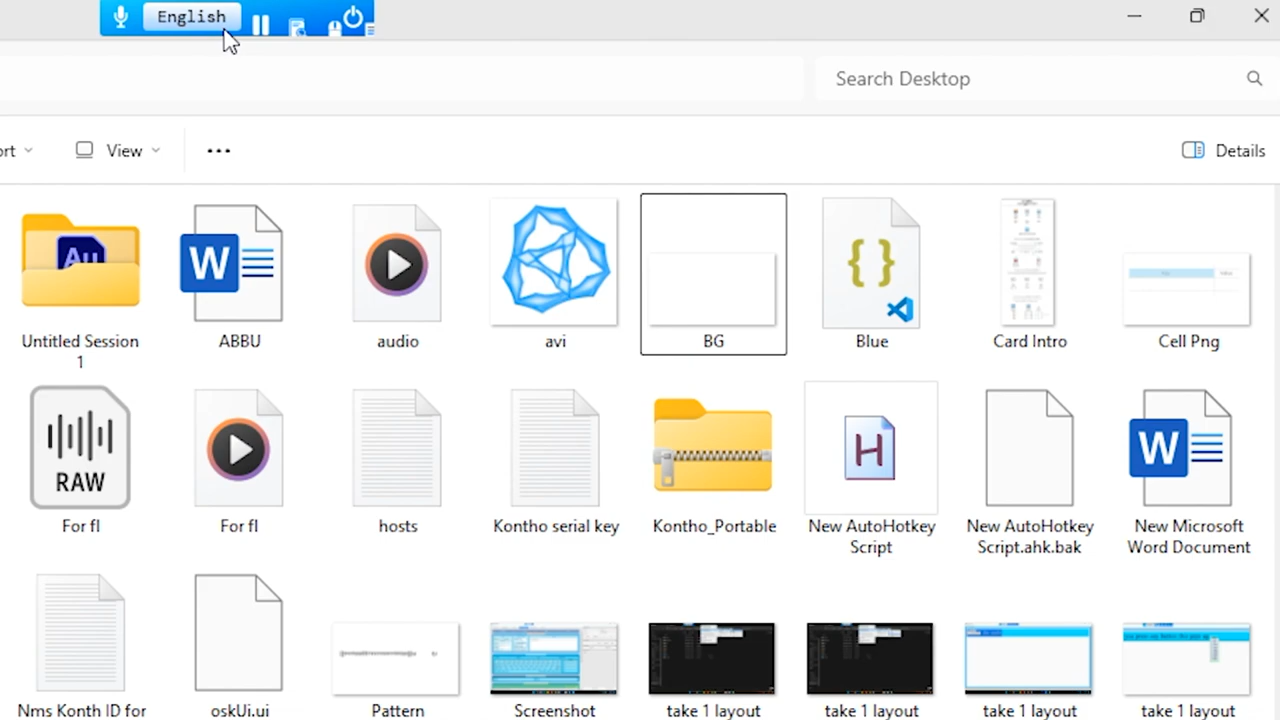 English
Search Desktop
ort
View
Details
Au
Untitled Session
1
ABBU
audio
avi
BG
Blue
Card Intro
Cell Png
RAW
For fl
For fl
hosts
Kontho serial key
Kontho_Portable
New AutoHotkey
Script
New AutoHotkey
Script.ahk.bak
New Microsoft
Word Document
Nms Konth ID for
oskUi.ui
Pattern
Screenshot
take 1 layout
take 1 layout
take 1 layout
take 1 layout